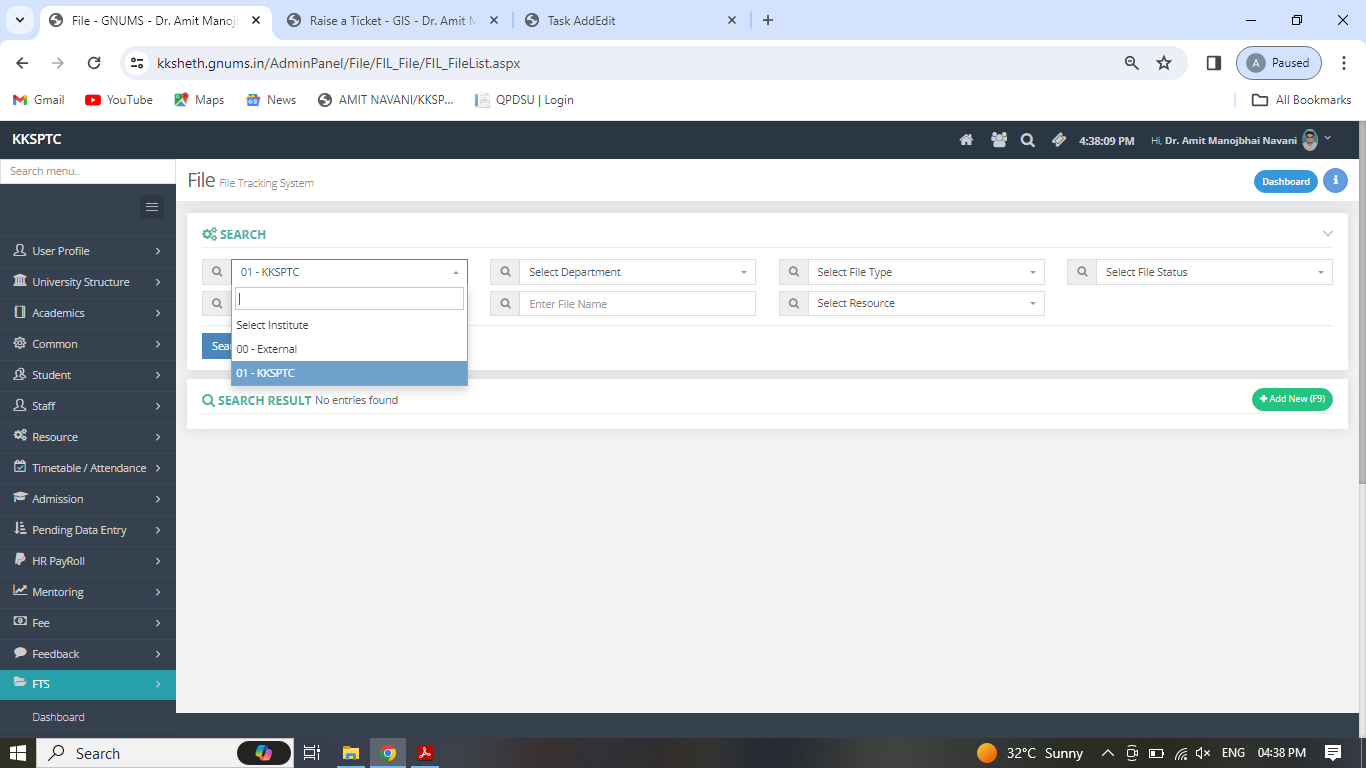 File - GNUMS - Dr. Amit Manojb
Raise a Ticket - GIS - Dr. Amit M
Task AddEdit
kksheth.gnums.in/AdminPanel/File/FIL_File/FIL_FileList.aspx
A Paused
Gmail YouTube Maps News AMIT NAVANI/KKSP... QPDSU | Login All Bookmarks
KKSPTC
4:38:09 PM Hi, Dr. Amit Manojbhai Navani
Search menu..
File File Tracking System
Dashboard
i
SEARCH
01 - KKSPTC
Select Department
Select File Type
Select File Status
Enter File Name
Select Resource
Select Institute
00 - External
01 - KKSPTC
Sea
SEARCH RESULT No entries found
Add New (F9)
User Profile
University Structure
Academics
Common
Student
Staff
Resource
Timetable / Attendance
Admission
Pending Data Entry
HR PayRoll
Mentoring
Fee
Feedback
FTS
Dashboard
Search
32°C Sunny
ENG
04:38 PM